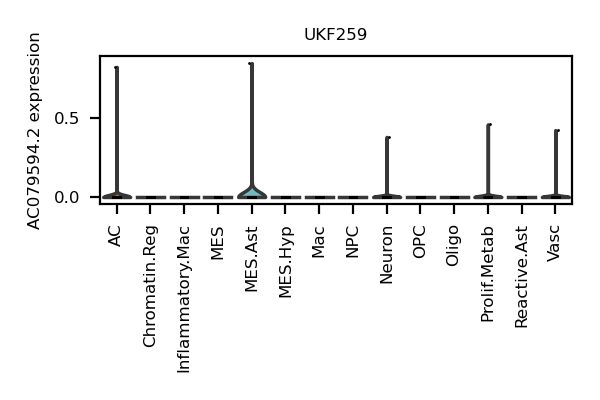 UKF259
AC079594.2 expression
0.5
0.0
AC
Chromatin.Reg
Inflammatory.Mac
MES
MES.Ast
MES.Hyp
Mac
NPC
Neuron
OPC
Oligo
Prolif.Metab
Reactive.Ast
Vasc